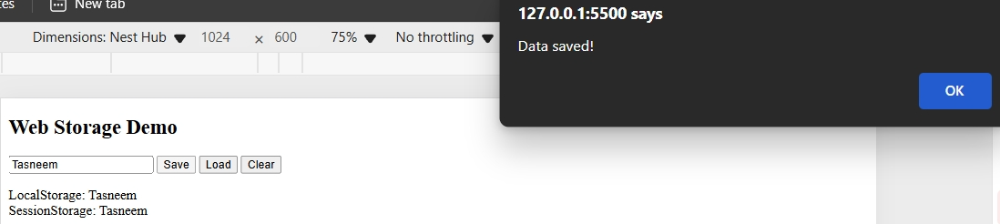 New tab
127.0.0.1:5500 says
Data saved!
OK
Dimensions: Nest Hub 1024 × 600 75% No throttling
Web Storage Demo
Tasneem Save Load Clear
LocalStorage: Tasneem
SessionStorage: Tasneem